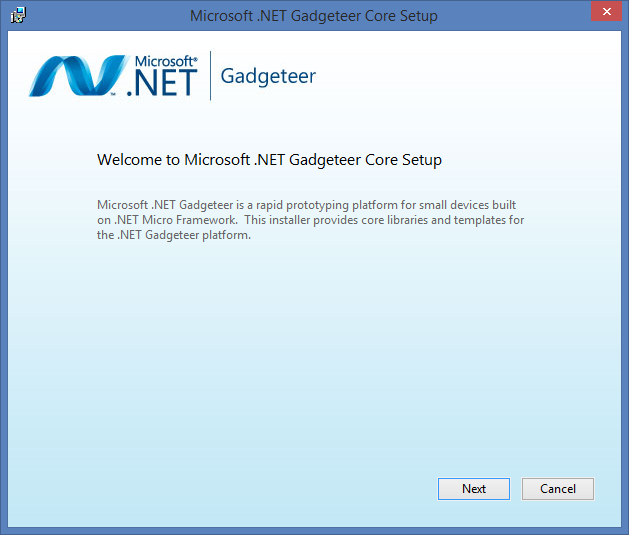 Microsoft .NET Gadgeteer Core Setup
Microsoft®
.NET™
Gadgeteer
Welcome to Microsoft .NET Gadgeteer Core Setup
Microsoft .NET Gadgeteer is a rapid prototyping platform for small devices built
on .NET Micro Framework.  This installer provides core libraries and templates for
the .NET Gadgeteer platform.
Next
Cancel